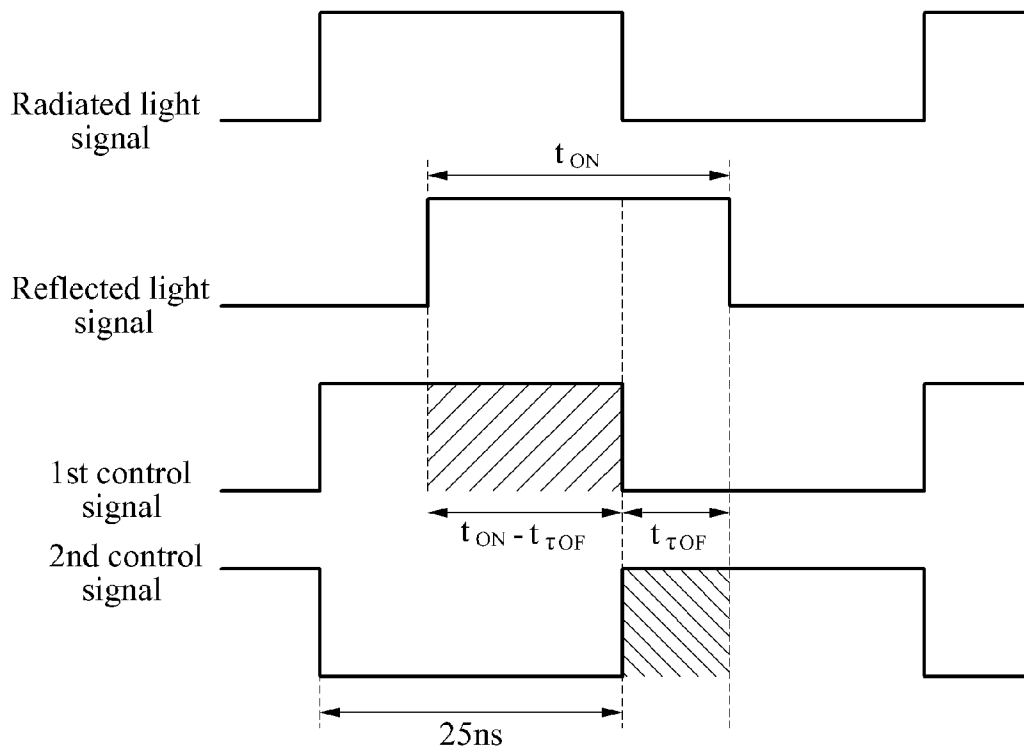 Radiated light
signal
t ON
Reflected light
signal
1st control
signal
t ON - t τOF
t τOF
2nd control
signal
25ns